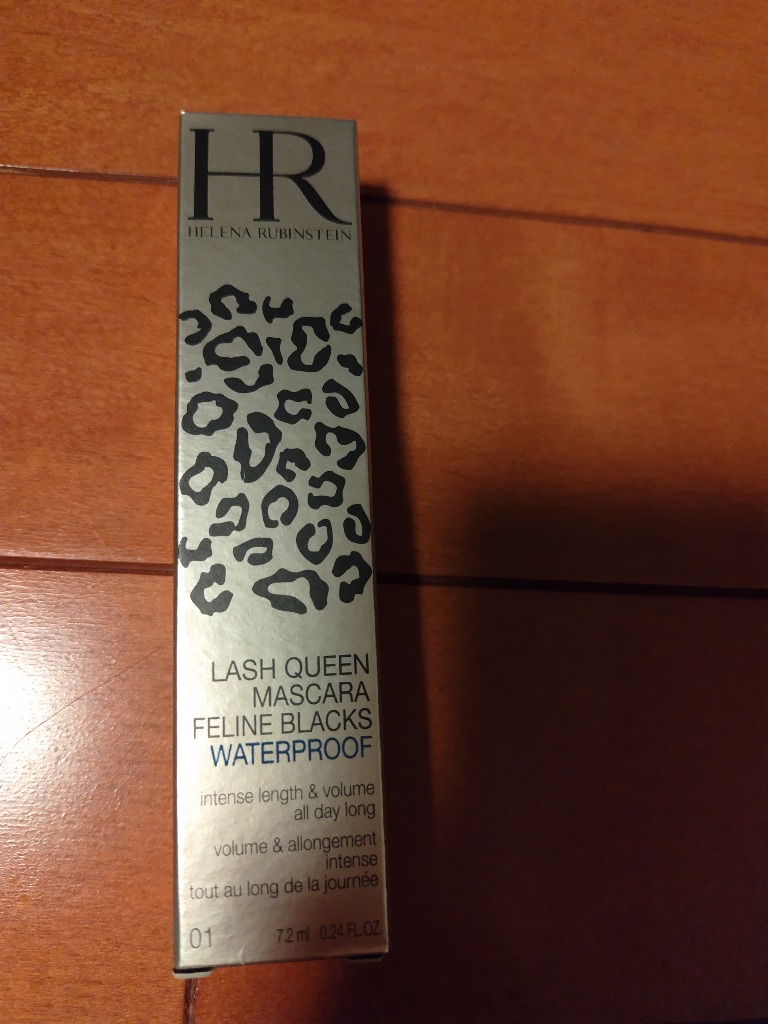 HR
HELENA RUBINSTEIN
LASH QUEEN
MASCARA
FELINE BLACKS
WATERPROOF
intense length & volume
all day long
volume & allongement
intense
tout au long de la journée
01 7.2 ml 0.24 FL.OZ.